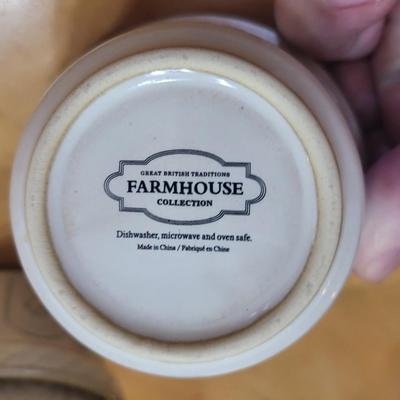 GREAT BRITISH TRADITIONS
FARMHOUSE
COLLECTION
Dishwasher, microwave and oven safe.
Made in China / Fabriqué en Chine